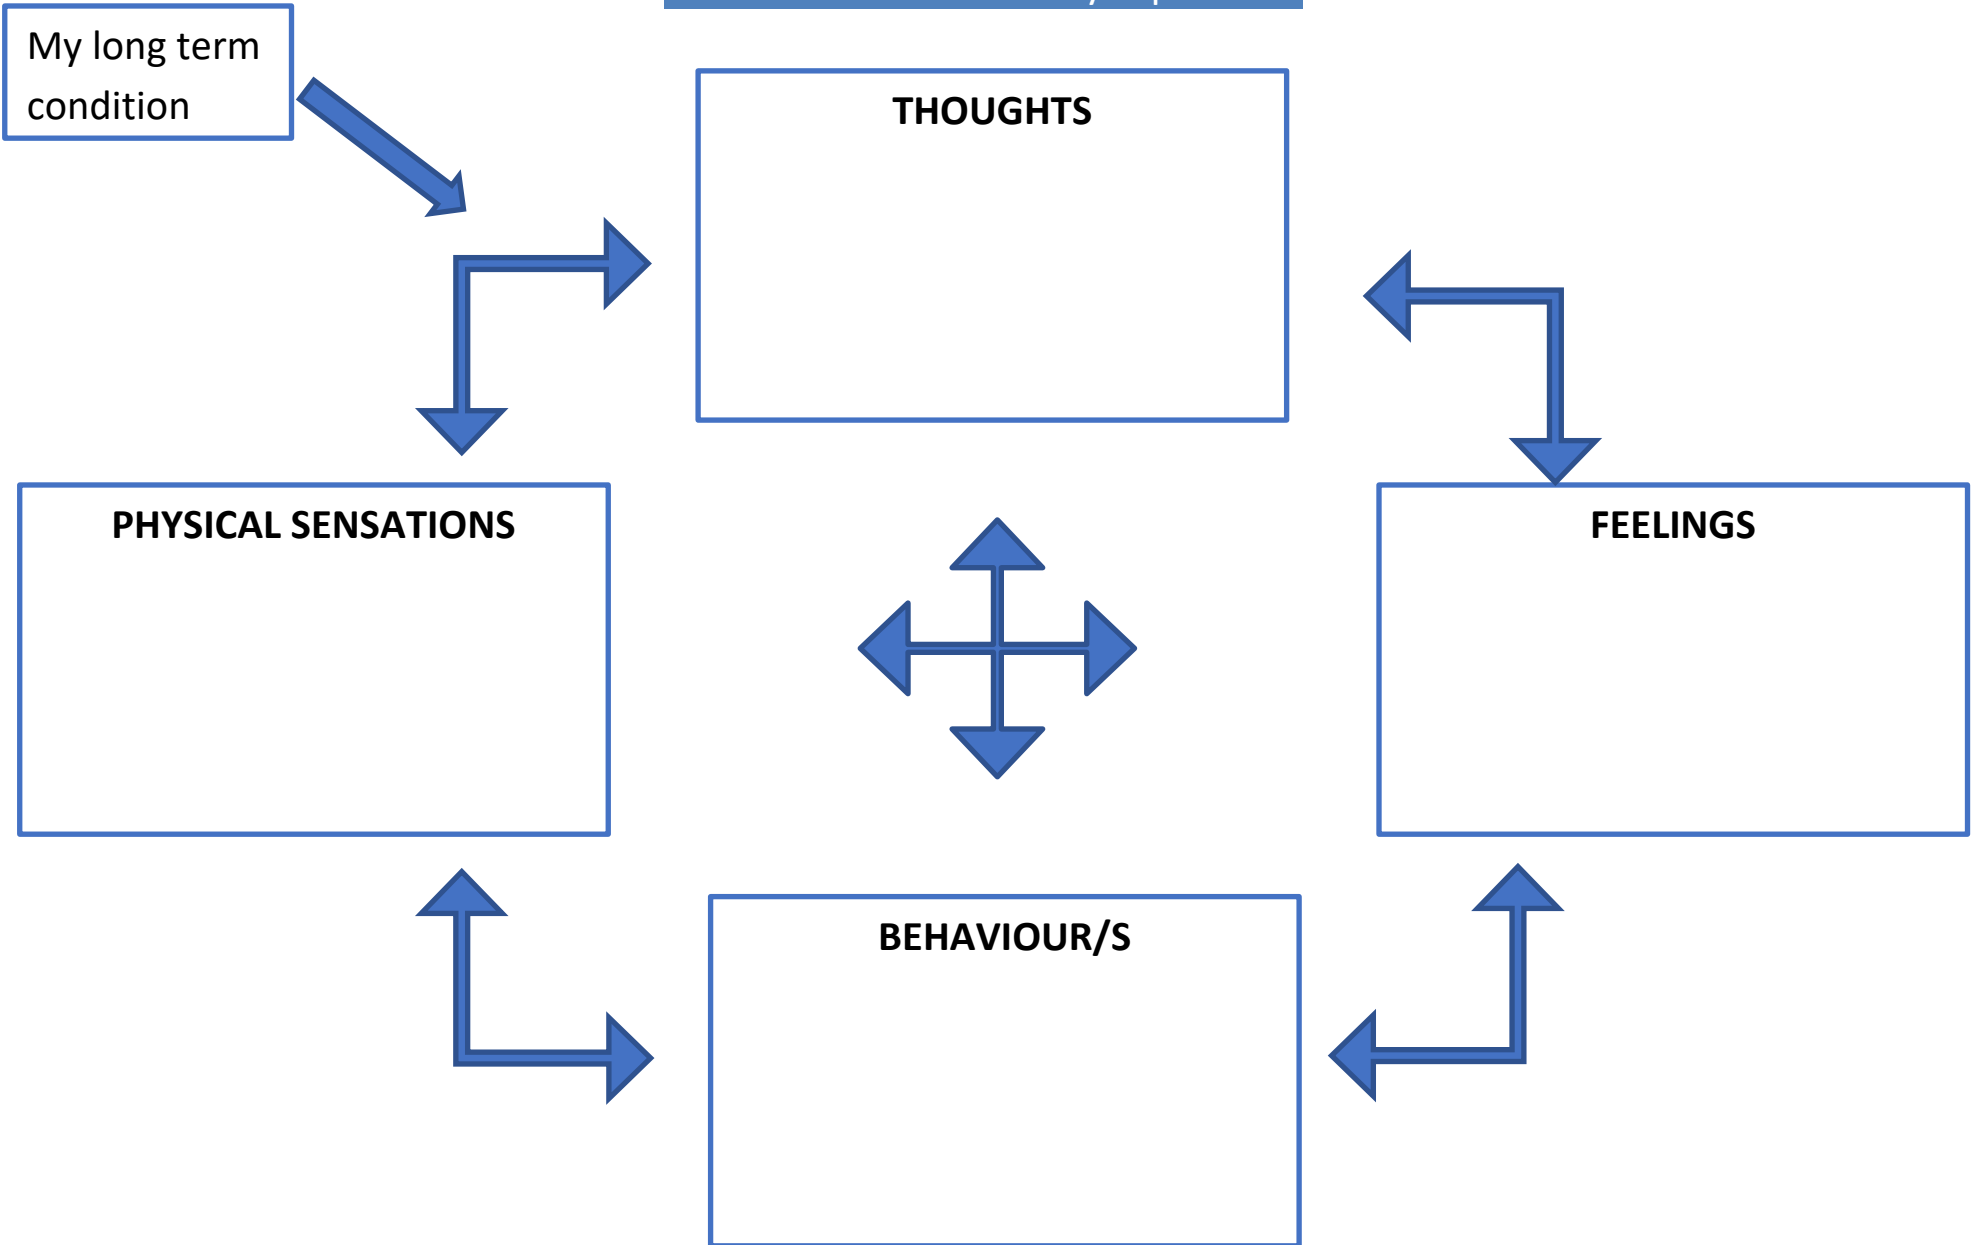 My long term
condition
THOUGHTS
PHYSICAL SENSATIONS
FEELINGS
BEHAVIOUR/S